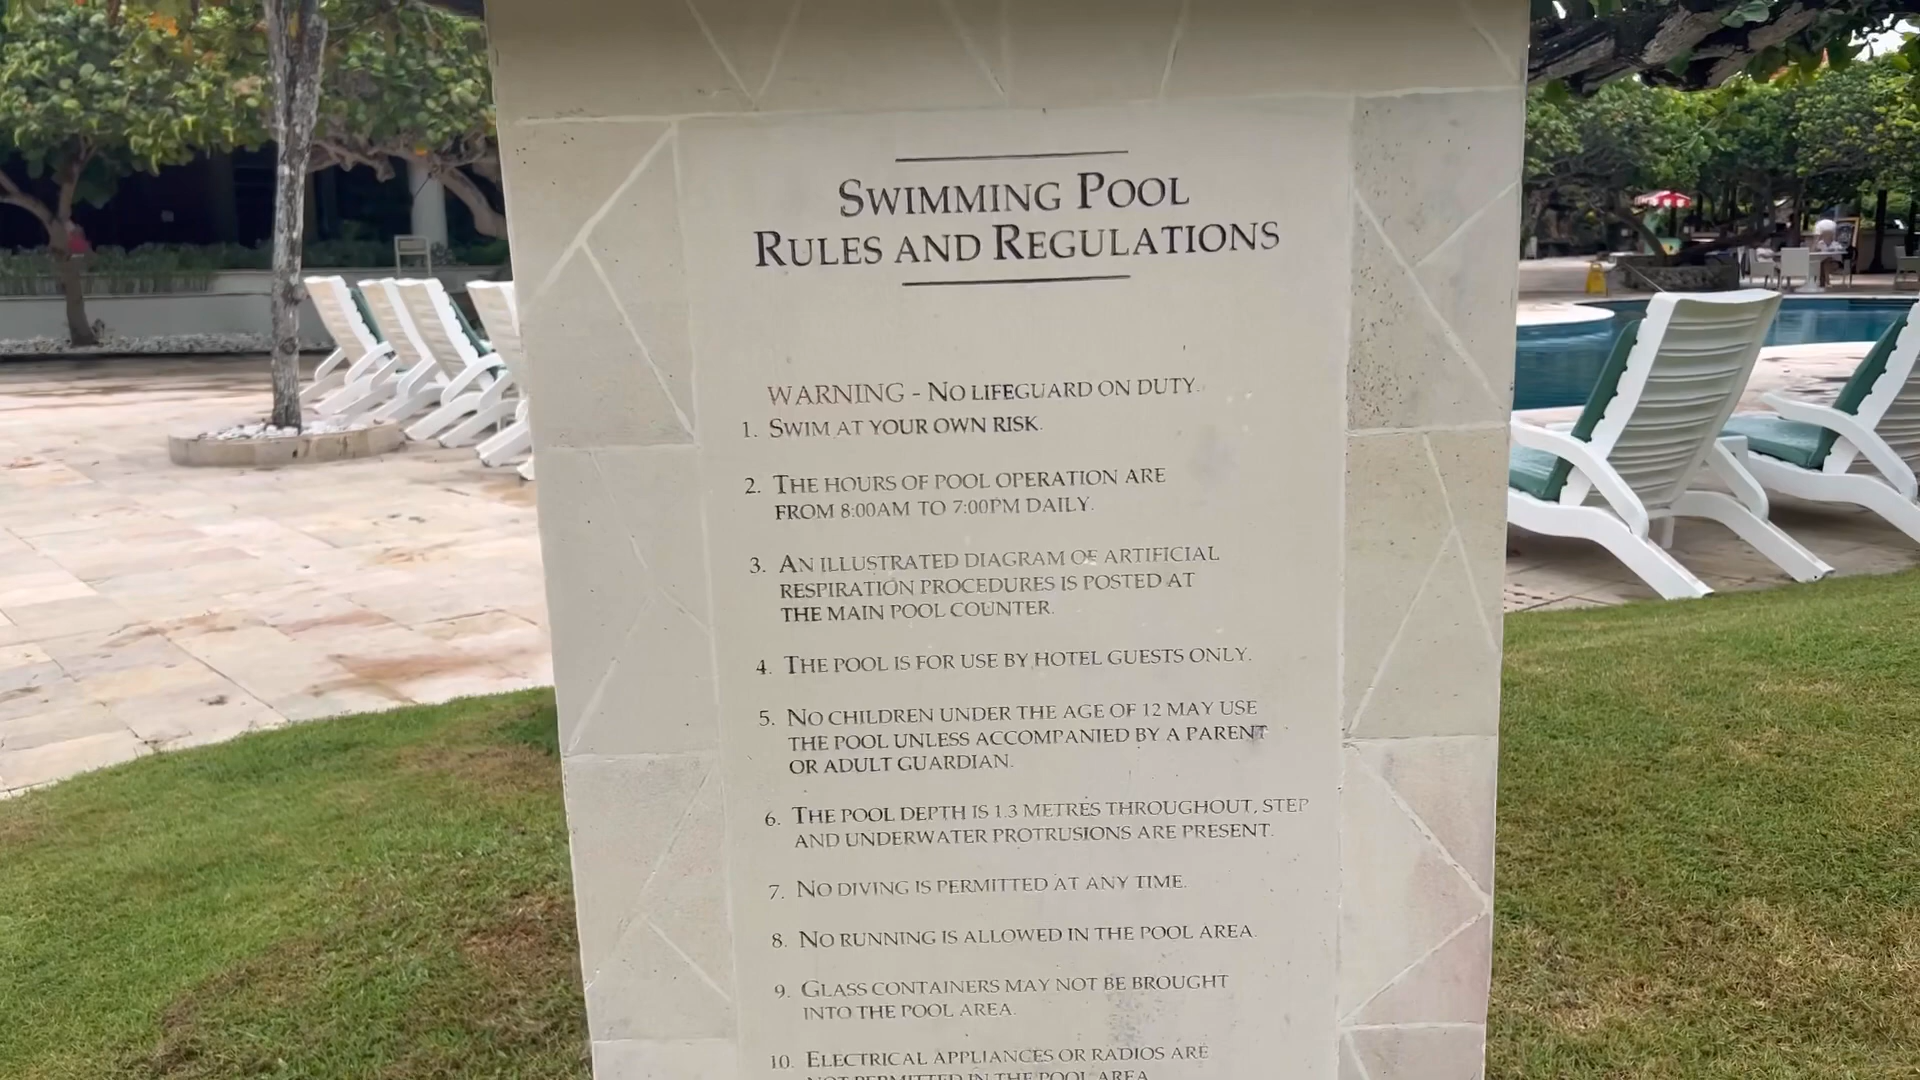 SWIMMING POOL
RULES AND REGULATIONS
WARNING - NO LIFEGUARD ON DUTY.
1. SWIM AT YOUR OWN RISK.
2. THE HOURS OF POOL OPERATION ARE
FROM 8:00AM TO 7:00PM DAILY.
3. AN ILLUSTRATED DIAGRAM OF ARTIFICIAL
RESPIRATION PROCEDURES IS POSTED AT
THE MAIN POOL COUNTER.
4. THE POOL IS FOR USE BY HOTEL GUESTS ONLY.
5. NO CHILDREN UNDER THE AGE OF 12 MAY USE
THE POOL UNLESS ACCOMPANIED BY A PARENT
OR ADULT GUARDIAN.
6. THE POOL DEPTH IS 1.3 METRES THROUGHOUT, STEP
AND UNDERWATER PROTRUSIONS ARE PRESENT.
7. NO DIVING IS PERMITTED AT ANY TIME.
8. NO RUNNING IS ALLOWED IN THE POOL AREA.
9. GLASS CONTAINERS MAY NOT BE BROUGHT
INTO THE POOL AREA.
10. ELECTRICAL APPLIANCES OR RADIOS ARE
NOT PERMITTED IN THE POOL AREA